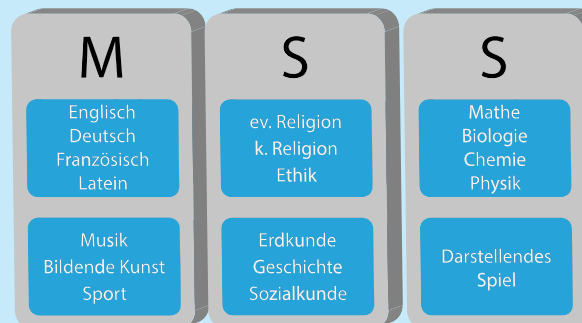 M
Englisch
Deutsch
Französisch
Latein
Musik
Bildende Kunst
Sport
S
ev. Religion
k. Religion
Ethik
Erdkunde
Geschichte
Sozialkunde
S
Mathe
Biologie
Chemie
Physik
Darstellendes
Spiel